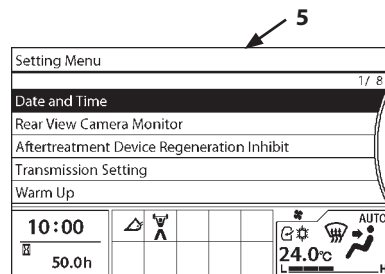 5
Setting Menu
1/ 8
Date and Time
Rear View Camera Monitor
Aftertreatment Device Regeneration Inhibit
Transmission Setting
Warm Up
10:00
AUTO
50.0h
24.0℃
L H